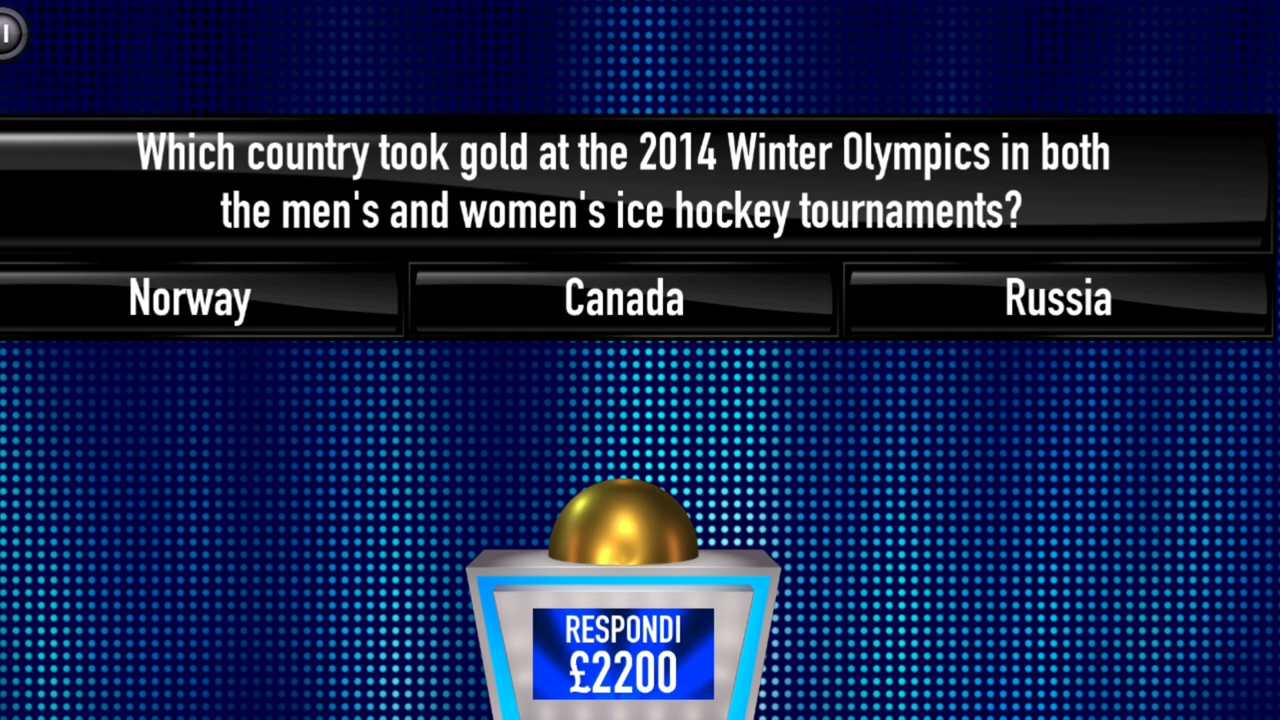 Which country took gold at the 2014 Winter Olympics in both
the men's and women's ice hockey tournaments?
Norway
Canada
Russia
RESPONDI
£2200